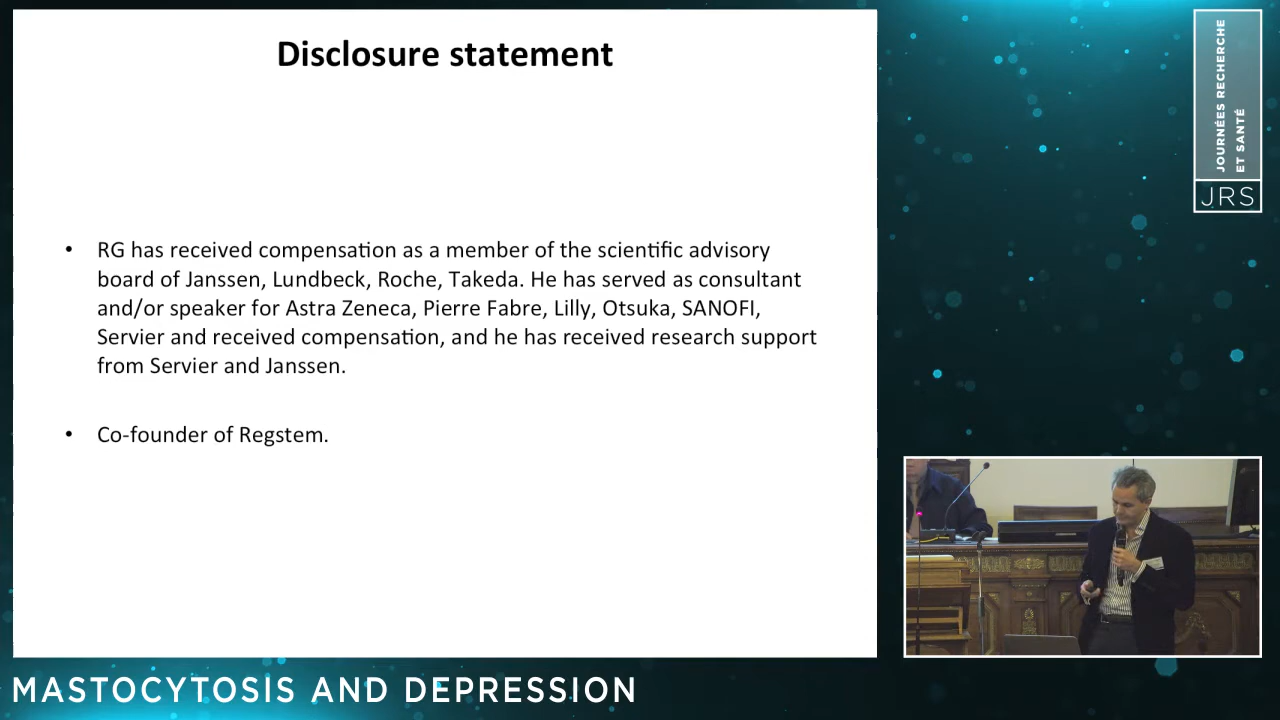 Disclosure statement
• RG has received compensation as a member of the scientific advisory
board of Janssen, Lundbeck, Roche, Takeda. He has served as consultant
and/or speaker for Astra Zeneca, Pierre Fabre, Lilly, Otsuka, SANOFI,
Servier and received compensation, and he has received research support
from Servier and Janssen.
• Co-founder of Regstem.
JOURNÉES RECHERCHE
ET SANTÉ
JRS
MASTOCYTOSIS AND DEPRESSION